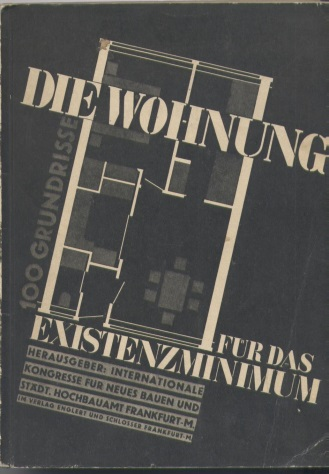 DIE WOHNUNG
100 GRUNDRISSE
FÜR DAS
EXISTENZMINIMUM
HERAUSGEBER: INTERNATIONALE
KONGRESSE FÜR NEUES BAUEN UND
STÄDT. HOCHBAUAMT FRANKFURT-M.
IM VERLAG ENGLERT UND SCHLOSSER FRANKFURT-M.